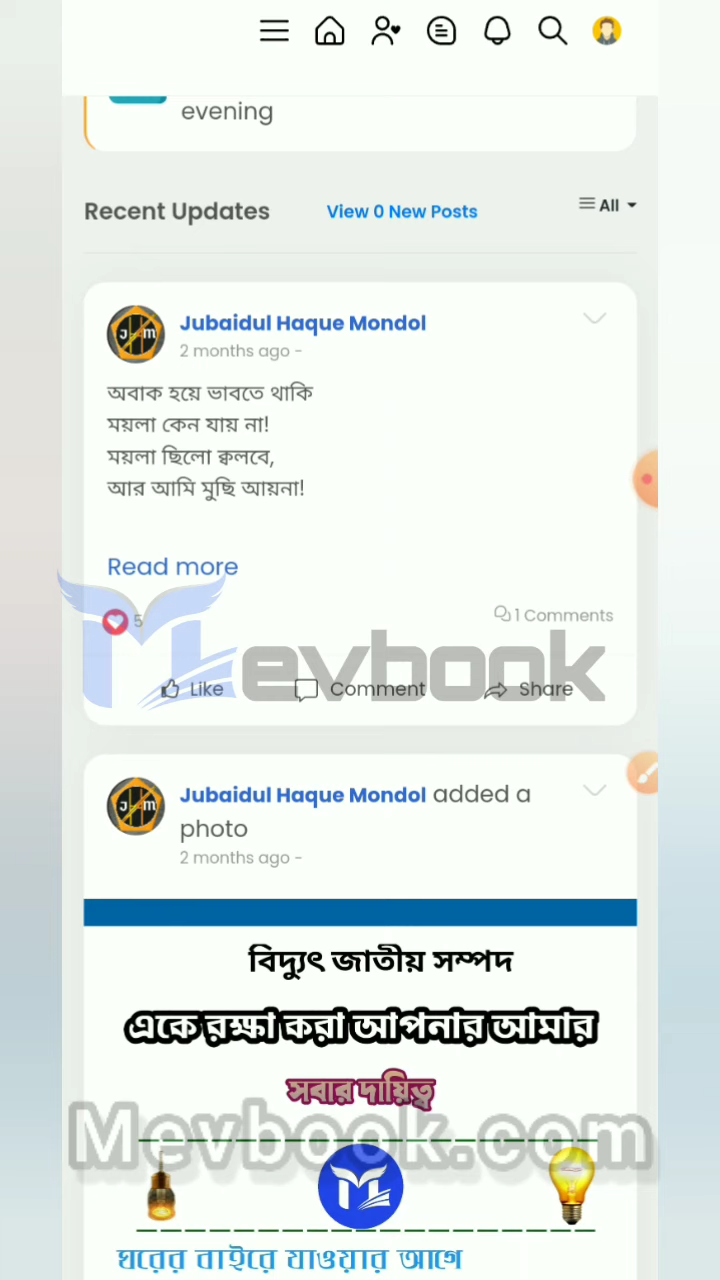 evening
Recent Updates View 0 New Posts All
Jubaidul Haque Mondol
2 months ago -
অবাক হয়ে ভাবতে থাকি
ময়লা কেন যায় না!
ময়লা ছিলো ক্বলবে,
আর আমি মুছি আয়না!
Read more
5 1 Comments
evbook
Like Comment Share
Jubaidul Haque Mondol added a
photo
2 months ago -
বিদ্যুৎ জাতীয় সম্পদ
একে রক্ষা করা আপনার আমার
সবার দায়িত্ব
Mevbook.com
ঘরের বাইরে যাওয়ার আগে